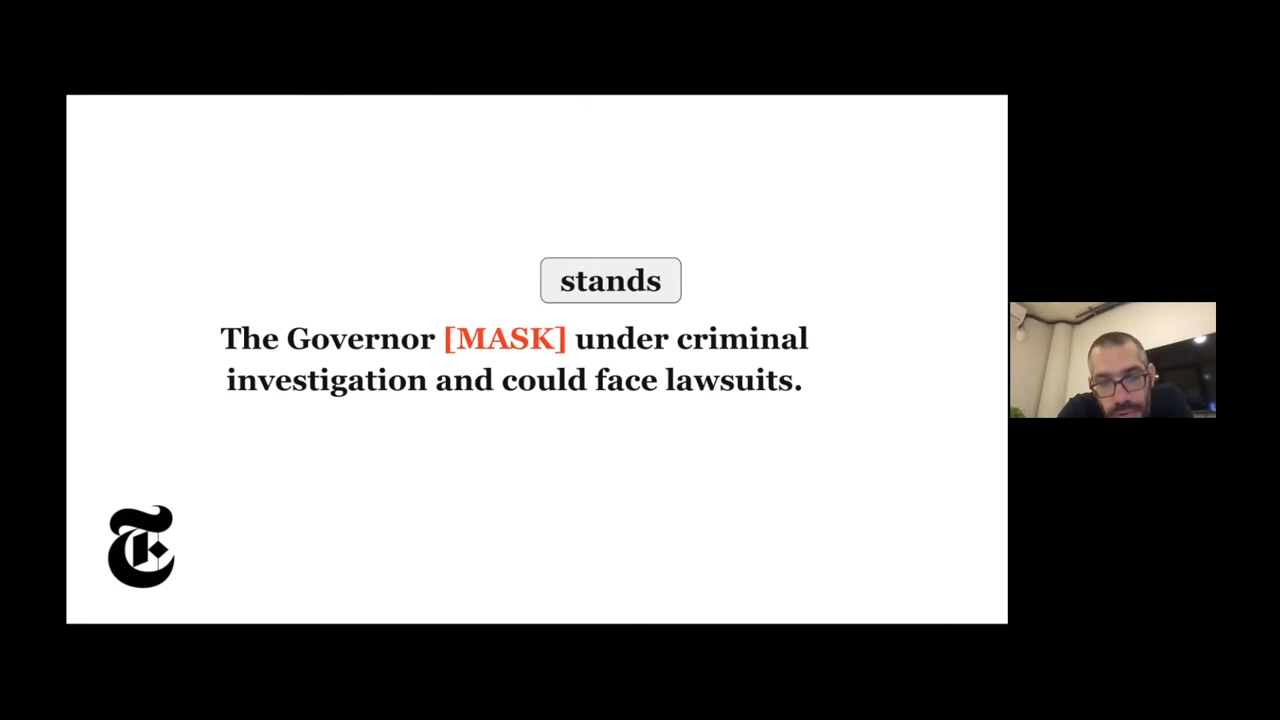 stands
The Governor [MASK] under criminal
investigation and could face lawsuits.